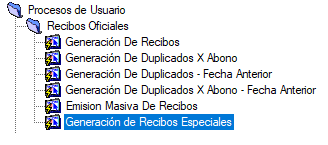 Procesos de Usuario
Recibos Oficiales
Generación De Recibos
Generación De Duplicados X Abono
Generación De Duplicados - Fecha Anterior
Generación De Duplicados X Abono - Fecha Anterior
Emision Masiva De Recibos
Generación de Recibos Especiales